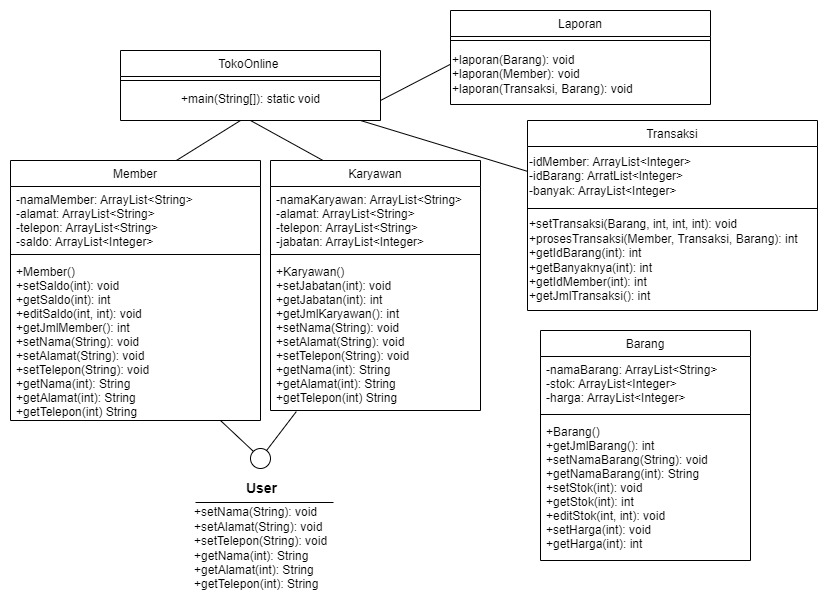 Laporan
+laporan(Barang): void
+laporan(Member): void
+laporan(Transaksi, Barang): void
TokoOnline
+main(String[]): static void
Transaksi
-idMember: ArrayList<Integer>
-idBarang: ArratList<Integer>
-banyak: ArrayList<Integer>
+setTransaksi(Barang, int, int, int): void
+prosesTransaksi(Member, Transaksi, Barang): int
+getIdBarang(int): int
+getBanyaknya(int): int
+getIdMember(int): int
+getJmlTransaksi(): int
Member
-namaMember: ArrayList<String>
-alamat: ArrayList<String>
-telepon: ArrayList<String>
-saldo: ArrayList<Integer>
+Member()
+setSaldo(int): void
+getSaldo(int): int
+editSaldo(int, int): void
+getJmlMember(): int
+setNama(String): void
+setAlamat(String): void
+setTelepon(String): void
+getNama(int): String
+getAlamat(int): String
+getTelepon(int) String
Karyawan
-namaKaryawan: ArrayList<String>
-alamat: ArrayList<String>
-telepon: ArrayList<String>
-jabatan: ArrayList<Integer>
+Karyawan()
+setJabatan(int): void
+getJabatan(int): int
+getJmlKaryawan(): int
+setNama(String): void
+setAlamat(String): void
+setTelepon(String): void
+getNama(int): String
+getAlamat(int): String
+getTelepon(int) String
Barang
-namaBarang: ArrayList<String>
-stok: ArrayList<Integer>
-harga: ArrayList<Integer>
+Barang()
+getJmlBarang(): int
+setNamaBarang(String): void
+getNamaBarang(int): String
+setStok(int): void
+getStok(int): int
+editStok(int, int): void
+setHarga(int): void
+getHarga(int): int
User
+setNama(String): void
+setAlamat(String): void
+setTelepon(String): void
+getNama(int): String
+getAlamat(int): String
+getTelepon(int): String